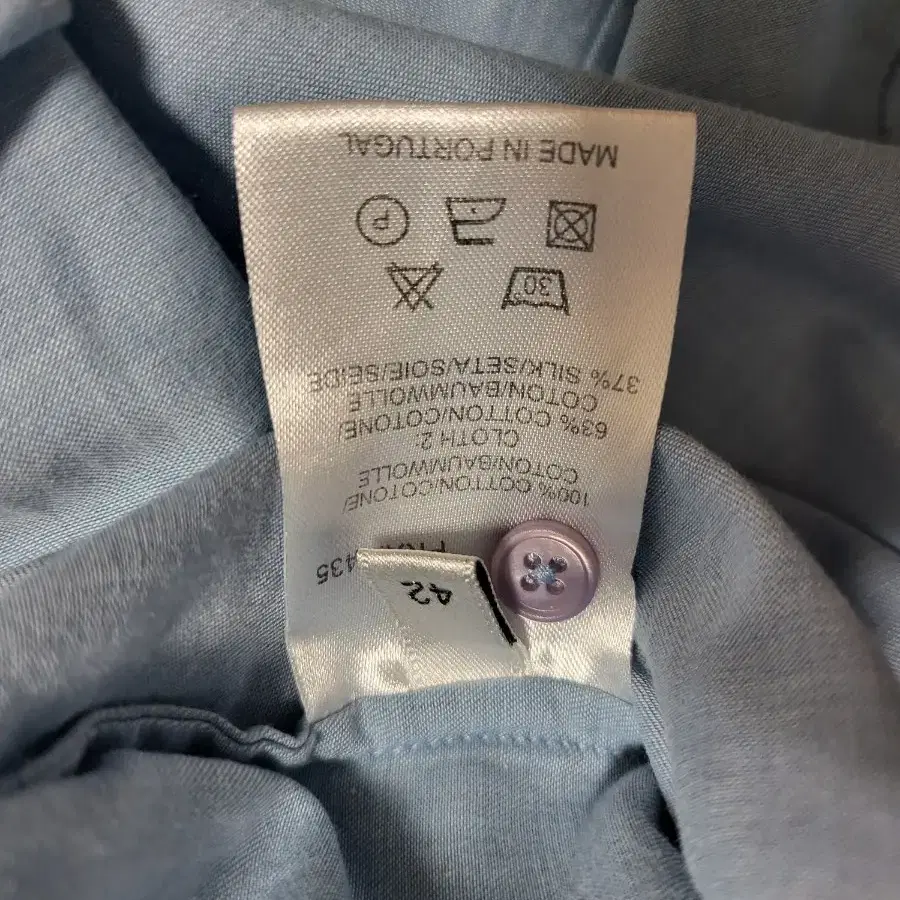 42
435
100% COTTON/COTONE/
COTON/BAUMWOLLE
CLOTH 2:
63% COTTON/COTONE/
COTON/BAUMWOLLE
37% SILK/SETA/SOIE/SEIDE
30
P
MADE IN PORTUGAL